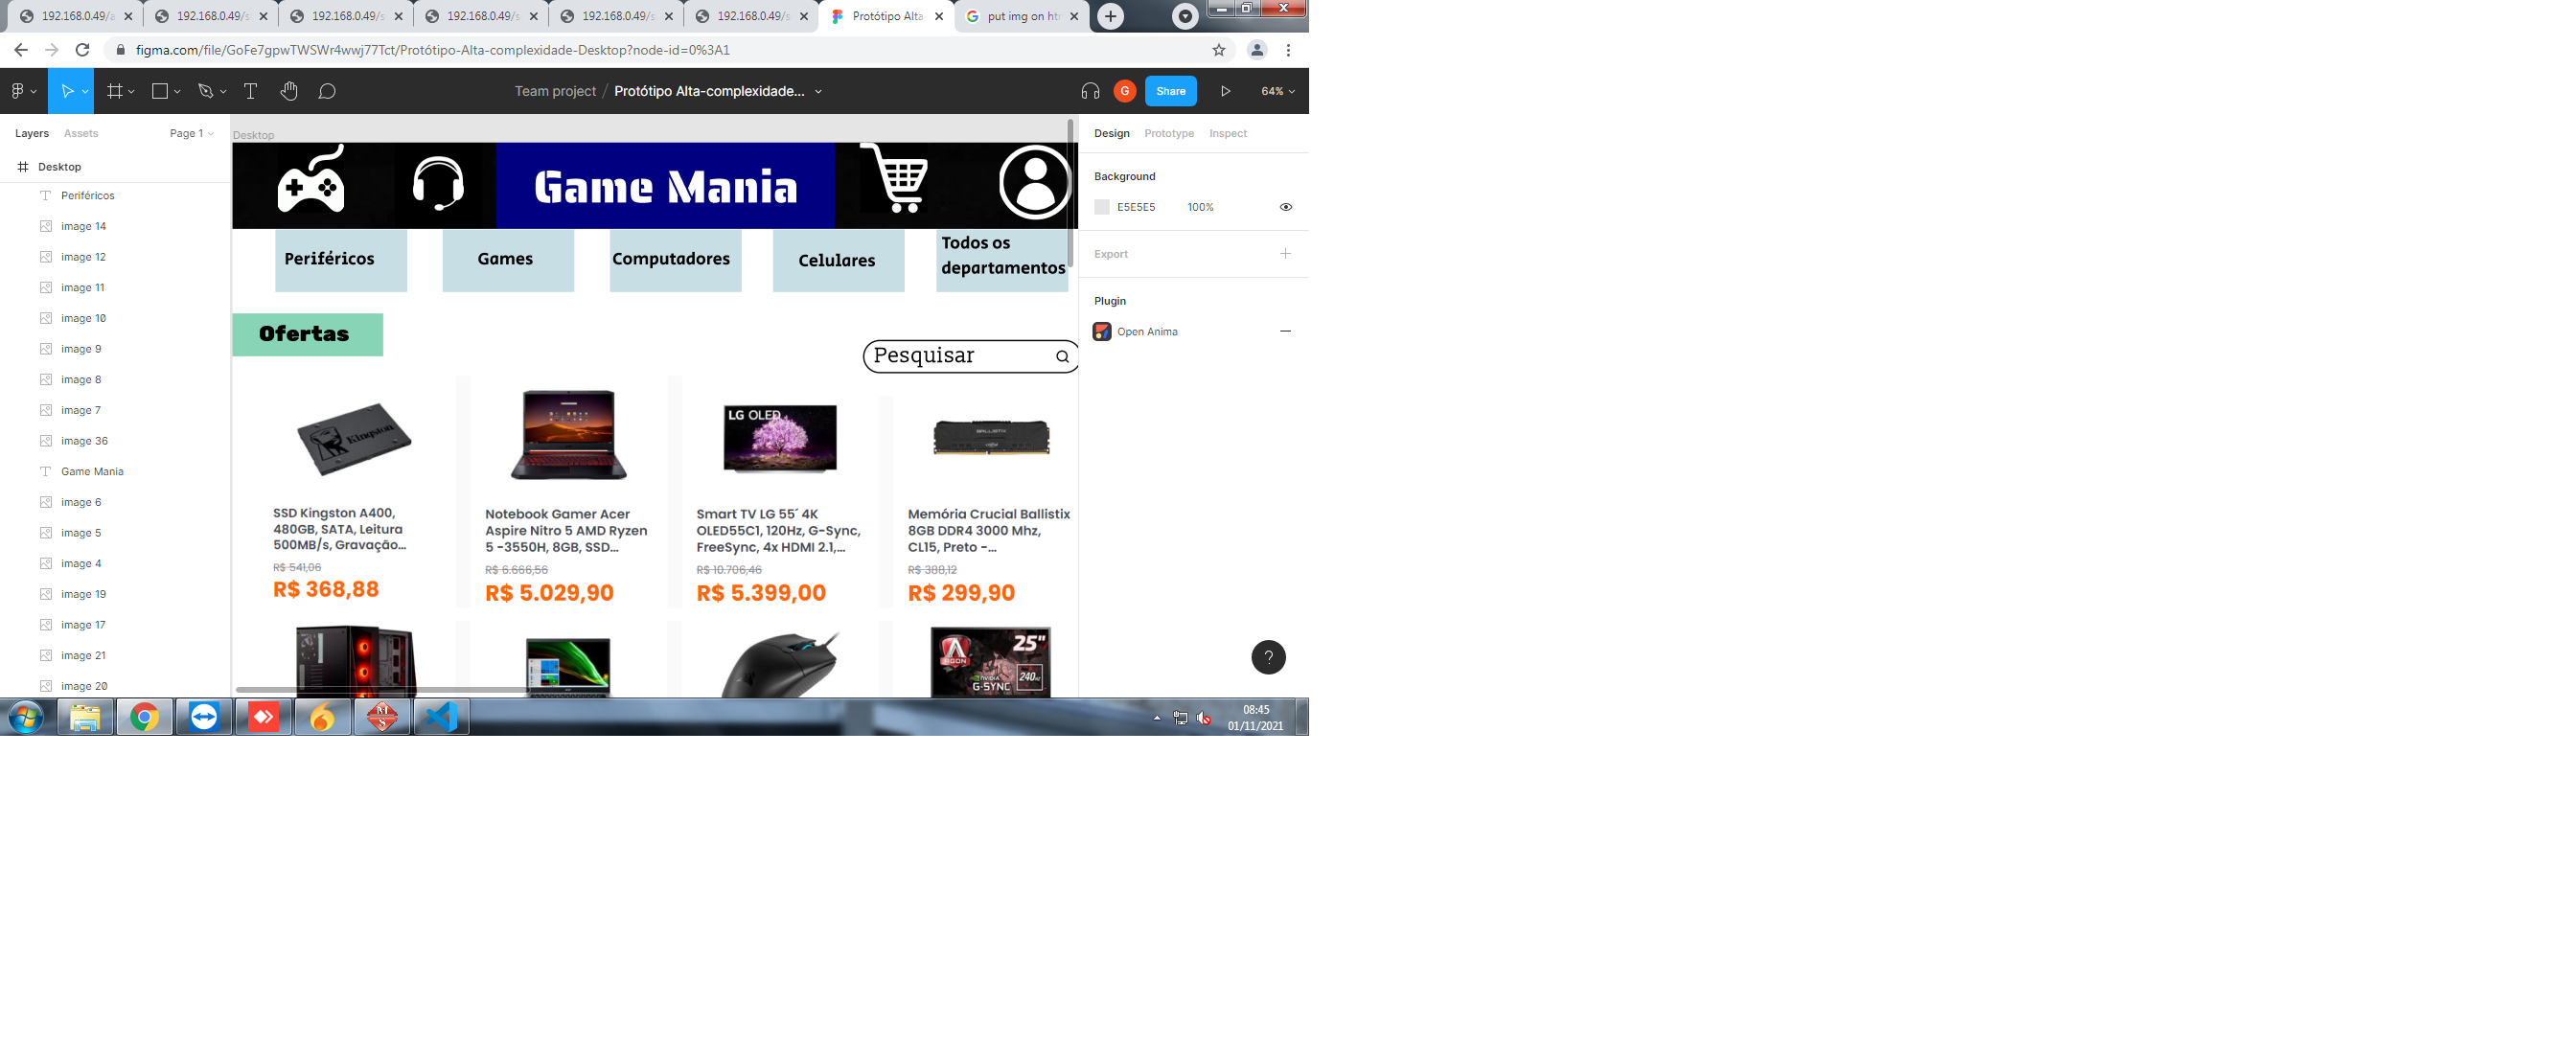 192.168.0.49/a
192.168.0.49/s
192.168.0.49/s
192.168.0.49/s
192.168.0.49/s
192.168.0.49/s
Protótipo Alta
put img on ht
figma.com/file/GoFe7gpwTWSWr4wwj77Tct/Protótipo-Alta-complexidade-Desktop?node-id=0%3A1
Team project / Protótipo Alta-complexidade...
G
Share
64%
Layers
Assets
Page 1
Desktop
Periféricos
image 14
image 12
image 11
image 10
image 9
image 8
image 7
image 36
Game Mania
image 6
image 5
image 4
image 19
image 17
image 21
image 20
Desktop
Game Mania
Periféricos
Games
Computadores
Celulares
Todos os
departamentos
Ofertas
Pesquisar
Kingston
LG OLED
BALLISTIX
SSD Kingston A400,
480GB, SATA, Leitura
500MB/s, Gravação...
R$ 541,06
R$ 368,88
Notebook Gamer Acer
Aspire Nitro 5 AMD Ryzen
5 -3550H, 8GB, SSD...
R$ 6.666,56
R$ 5.029,90
Smart TV LG 55´ 4K
OLED55C1, 120Hz, G-Sync,
FreeSync, 4x HDMI 2.1,...
R$ 10.706,46
R$ 5.399,00
Memória Crucial Ballistix
8GB DDR4 3000 Mhz,
CL15, Preto -...
R$ 388,12
R$ 299,90
25"
AGON
NVIDIA
G-SYNC
240Hz
Design
Prototype
Inspect
Background
E5E5E5
100%
Export
Plugin
Open Anima
?
M
S
08:45
01/11/2021